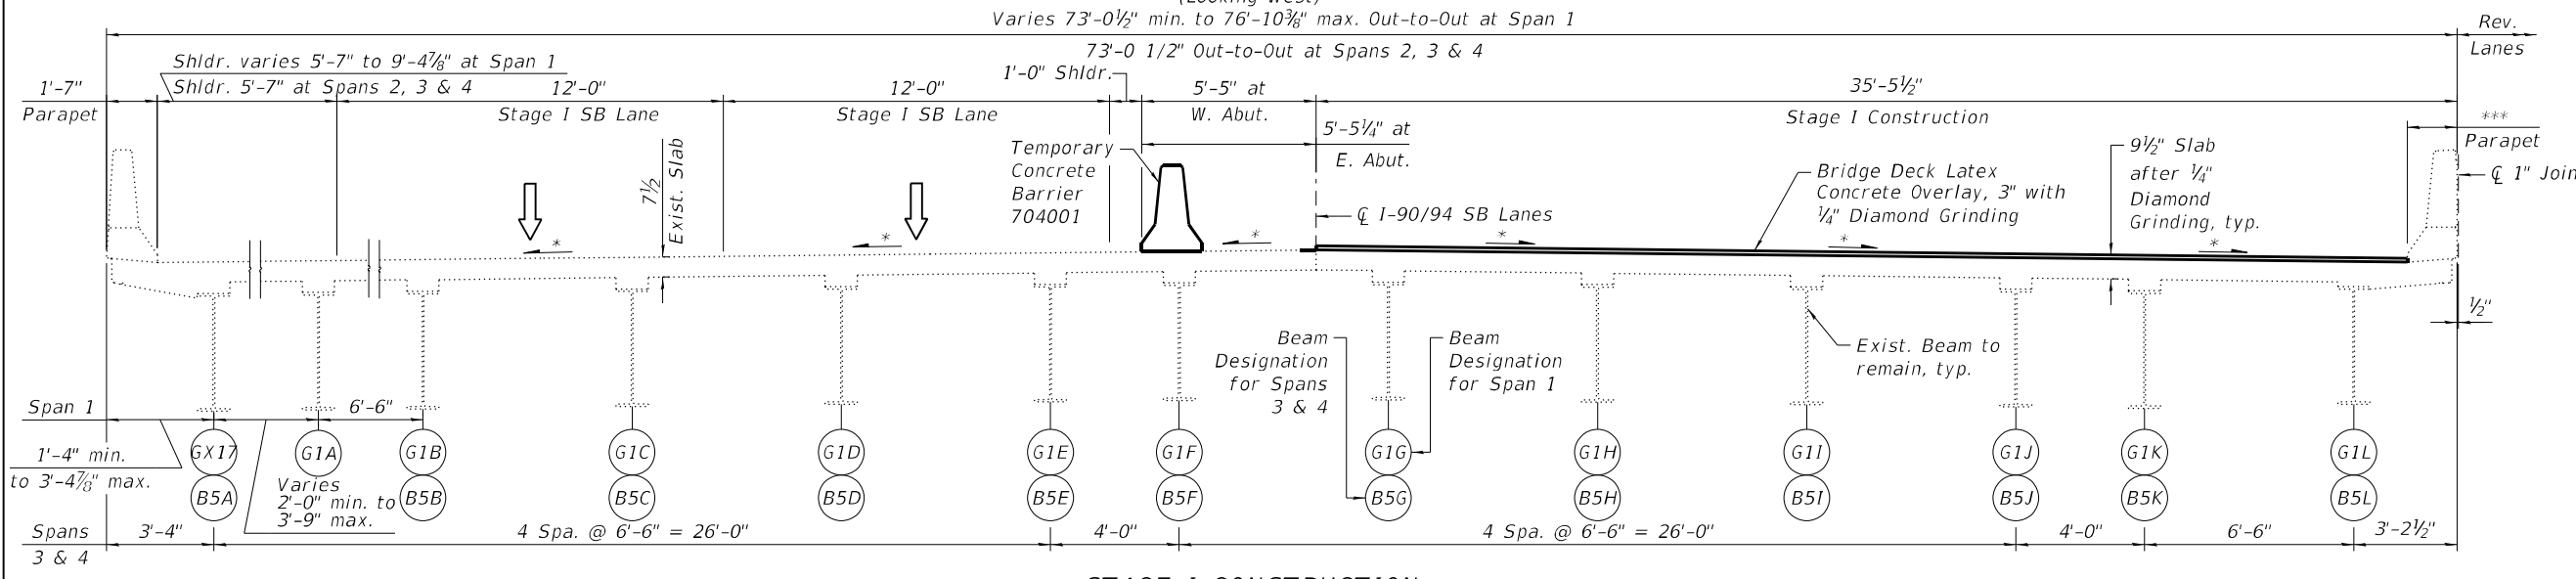 Varies 73'-0½" min. to 76'-10⅜" max. Out-to-Out at Span 1
Rev.
Lanes
73'-0 1/2" Out-to-Out at Spans 2, 3 & 4
Shldr. varies 5'-7" to 9'-4⅞" at Span 1
Shldr. 5'-7" at Spans 2, 3 & 4
1'-7"
Parapet
12'-0"
Stage I SB Lane
12'-0"
Stage I SB Lane
1'-0" Shldr.
5'-5" at
W. Abut.
5'-5¼" at
E. Abut.
35'-5½"
Stage I Construction
***
Parapet
7½
Exist. Slab
Temporary
Concrete
Barrier
704001
℄ I-90/94 SB Lanes
Bridge Deck Latex
Concrete Overlay, 3" with
¼" Diamond Grinding
9½" Slab
after ¼"
Diamond
Grinding, typ.
℄ 1" Join
*
*
*
*
*
*
½"
Beam
Designation
for Spans
3 & 4
Beam
Designation
for Span 1
Exist. Beam to
remain, typ.
Span 1
6'-6"
1'-4" min.
to 3'-4⅞" max.
Varies
2'-0" min. to
3'-9" max.
GX17 G1A G1B G1C G1D G1E G1F G1G G1H G1I G1J G1K G1L
B5A B5B B5C B5D B5E B5F B5G B5H B5I B5J B5K B5L
Spans
3 & 4
3'-4"
4 Spa. @ 6'-6" = 26'-0"
4'-0"
4 Spa. @ 6'-6" = 26'-0"
4'-0"
6'-6"
3'-2½"